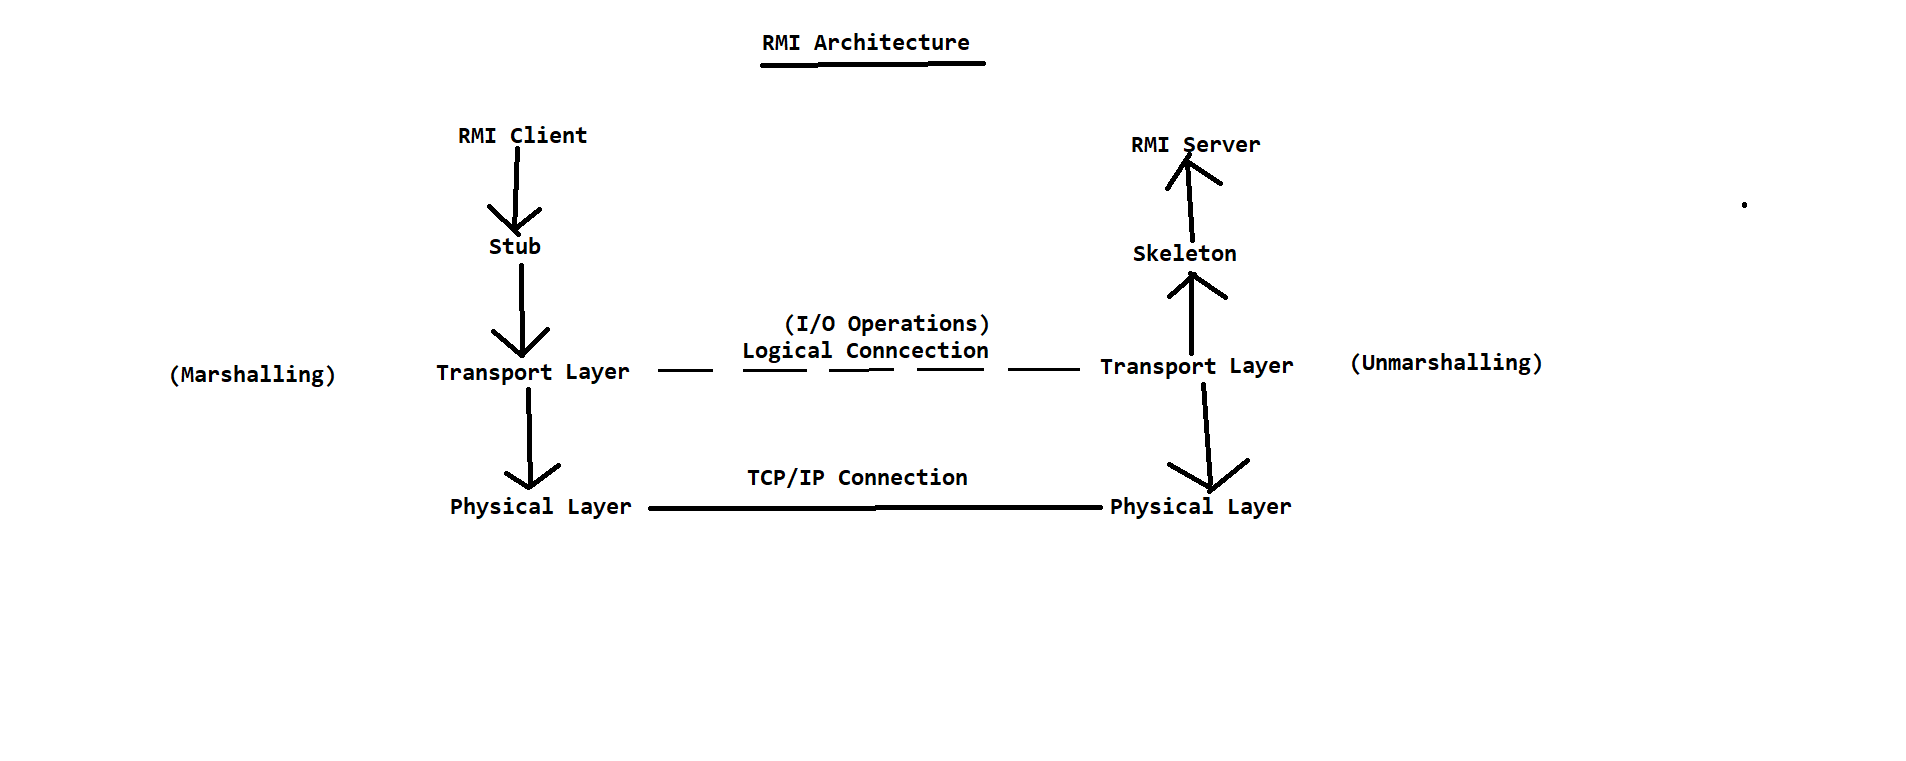 RMI Architecture
RMI Client
RMI Server
Stub
Skeleton
(I/O Operations)
Logical Conncection
(Marshalling)
Transport Layer
Transport Layer
(Unmarshalling)
TCP/IP Connection
Physical Layer
Physical Layer